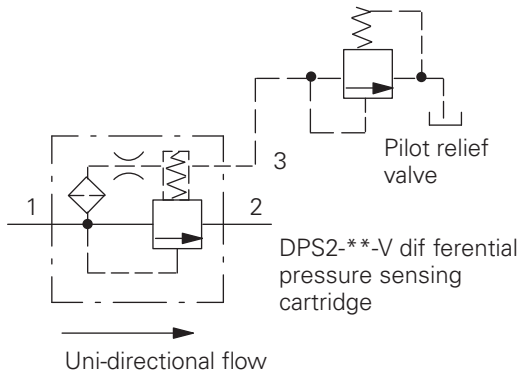 Pilot relief
valve
3
1
2
DPS2-**-V dif ferential
pressure sensing
cartridge
Uni-directional flow